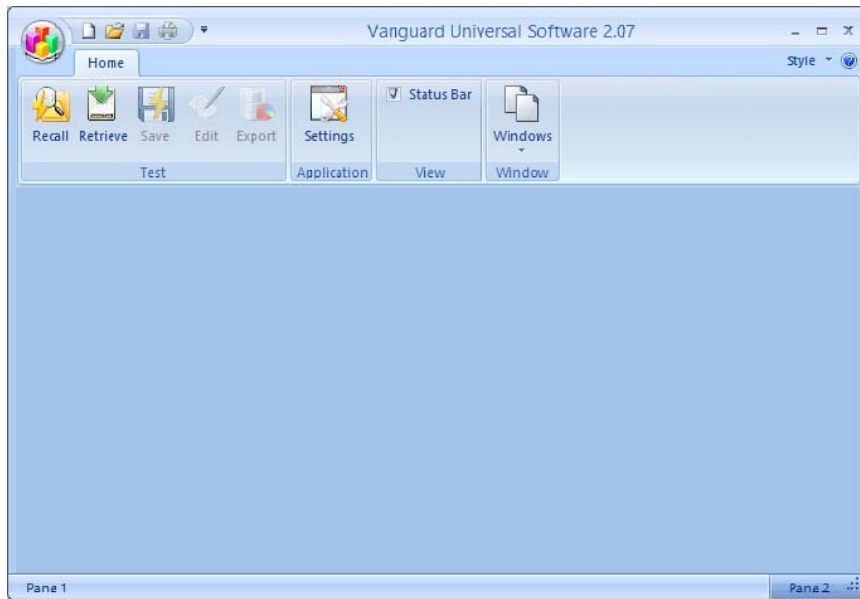 Vanguard Universal Software 2.07
Home
Style
Recall Retrieve Save Edit Export
Settings
Status Bar
Windows
Test
Application
View
Window
Pane 1
Pane 2